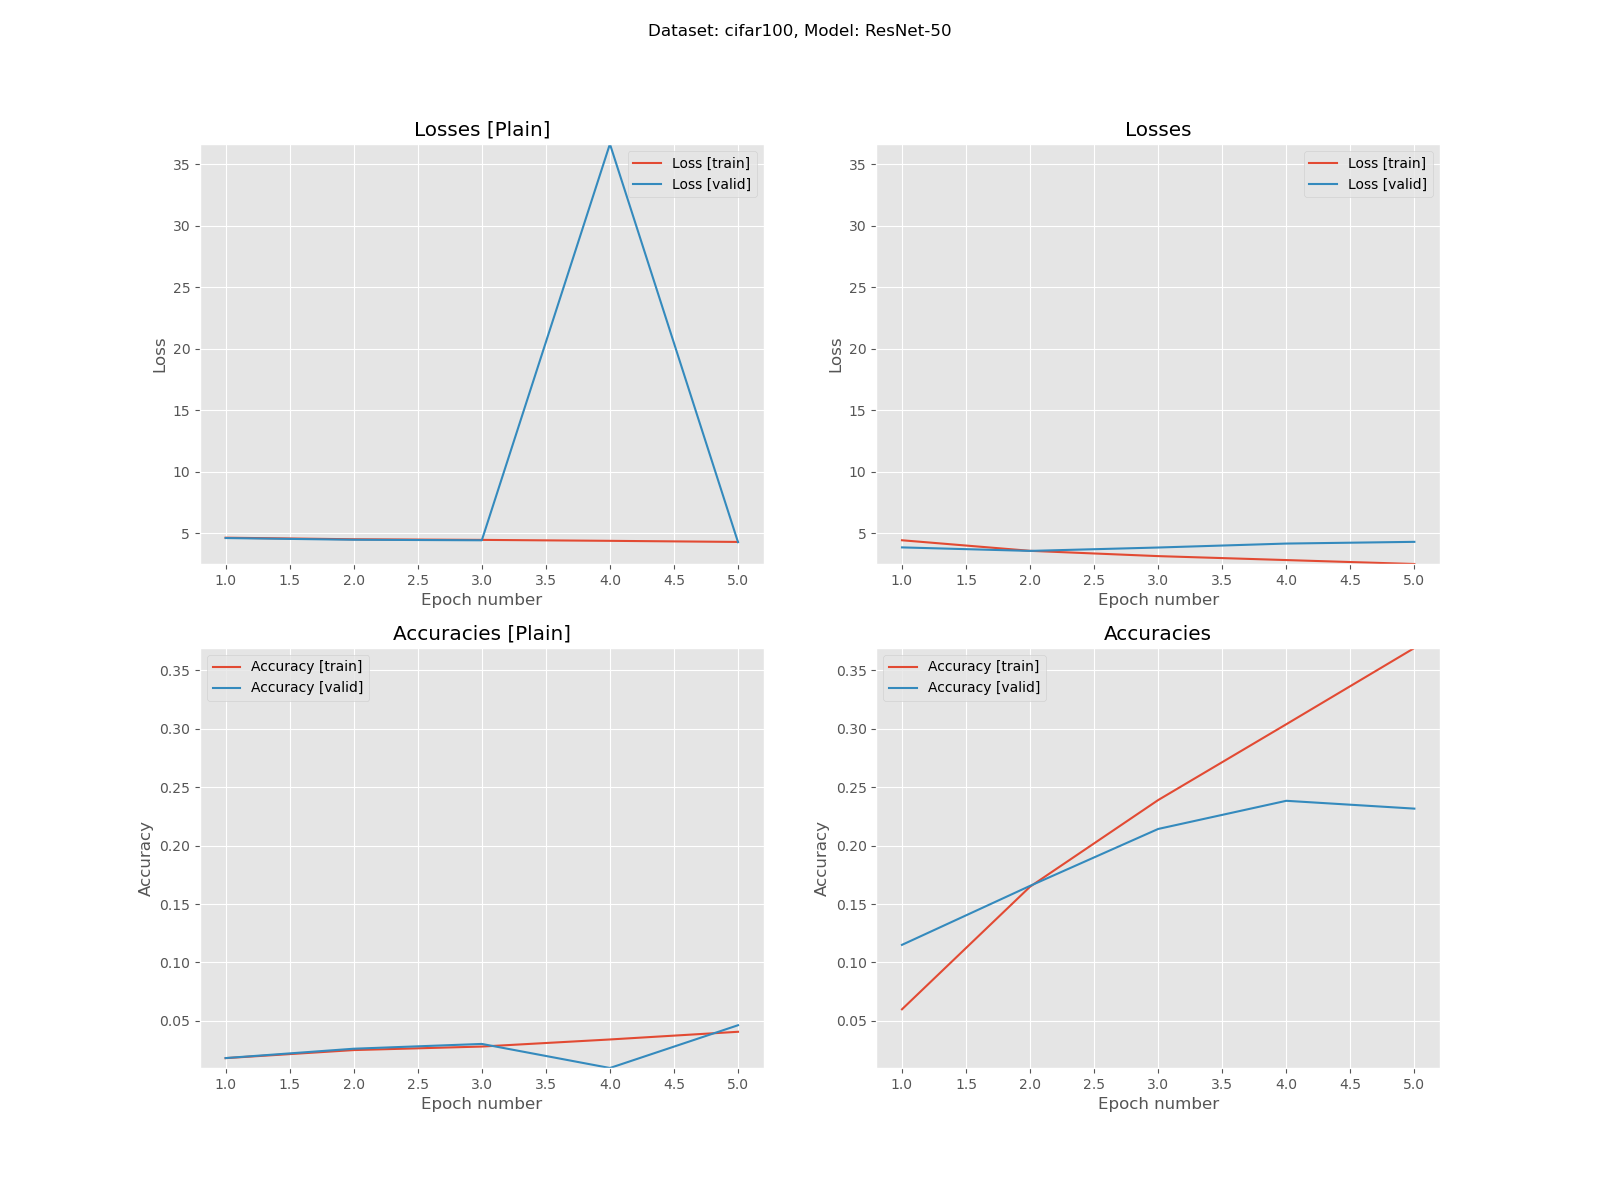 Dataset: cifar100, Model: ResNet-50
Losses [Plain]
Loss [train]
Loss [valid]
35
30
25
20
15
10
5
Loss
1.0 1.5 2.0 2.5 3.0 3.5 4.0 4.5 5.0
Epoch number
Losses
Loss [train]
Loss [valid]
35
30
25
20
15
10
5
Loss
1.0 1.5 2.0 2.5 3.0 3.5 4.0 4.5 5.0
Epoch number
Accuracies [Plain]
Accuracy [train]
Accuracy [valid]
0.35
0.30
0.25
0.20
0.15
0.10
0.05
Accuracy
1.0 1.5 2.0 2.5 3.0 3.5 4.0 4.5 5.0
Epoch number
Accuracies
Accuracy [train]
Accuracy [valid]
0.35
0.30
0.25
0.20
0.15
0.10
0.05
Accuracy
1.0 1.5 2.0 2.5 3.0 3.5 4.0 4.5 5.0
Epoch number